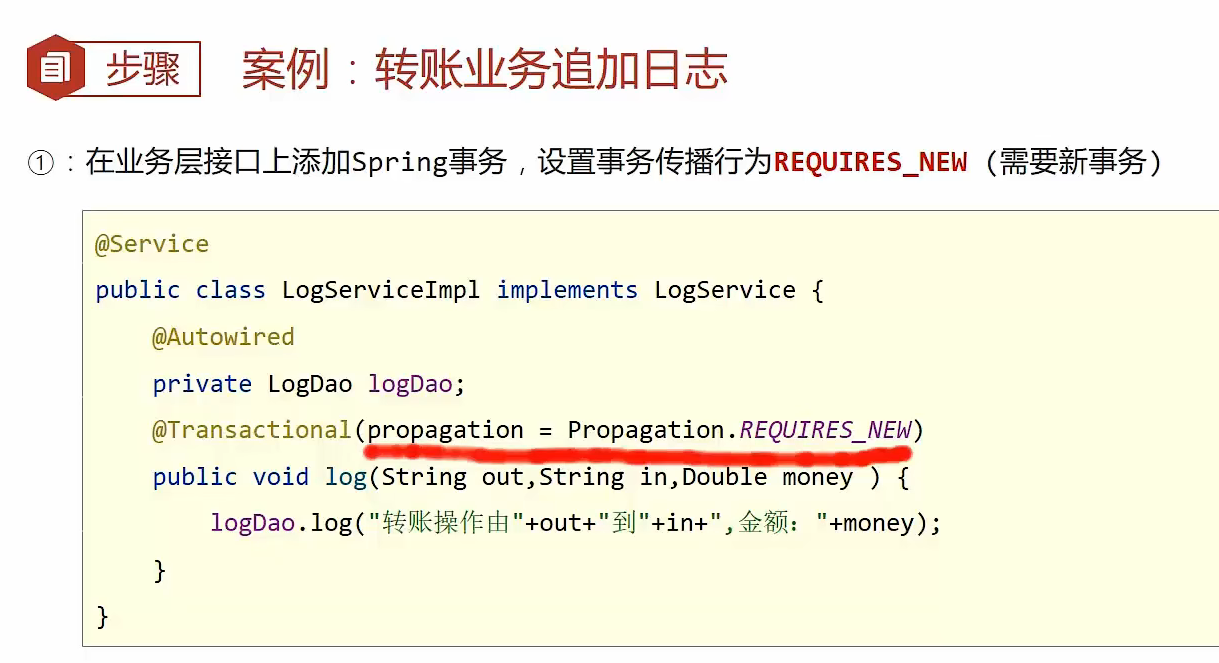 步骤 案例：转账业务追加日志
①：在业务层接口上添加Spring事务，设置事务传播行为REQUIRES_NEW（需要新事务）
@Service
public class LogServiceImpl implements LogService {
@Autowired
private LogDao logDao;
@Transactional(propagation = Propagation.REQUIRES_NEW)
public void log(String out,String in,Double money ) {
logDao.log("转账操作由"+out+"到"+in+",金额："+money);
}
}